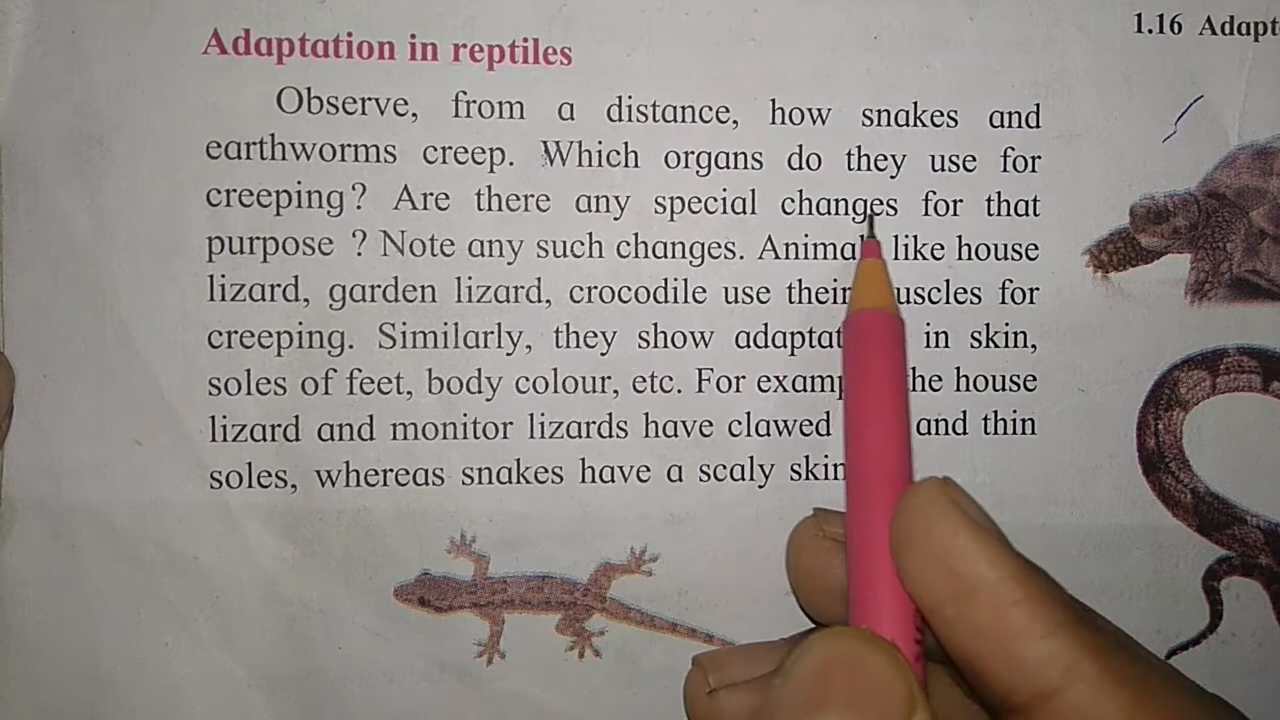 Adaptation in reptiles
Observe, from a distance, how snakes and
earthworms creep. Which organs do they use for
creeping? Are there any special changes for that
purpose ? Note any such changes. Animal like house
lizard, garden lizard, crocodile use their uscles for
creeping. Similarly, they show adaptat in skin,
soles of feet, body colour, etc. For examp he house
lizard and monitor lizards have clawed and thin
soles, whereas snakes have a scaly skin
1.16 Adapt